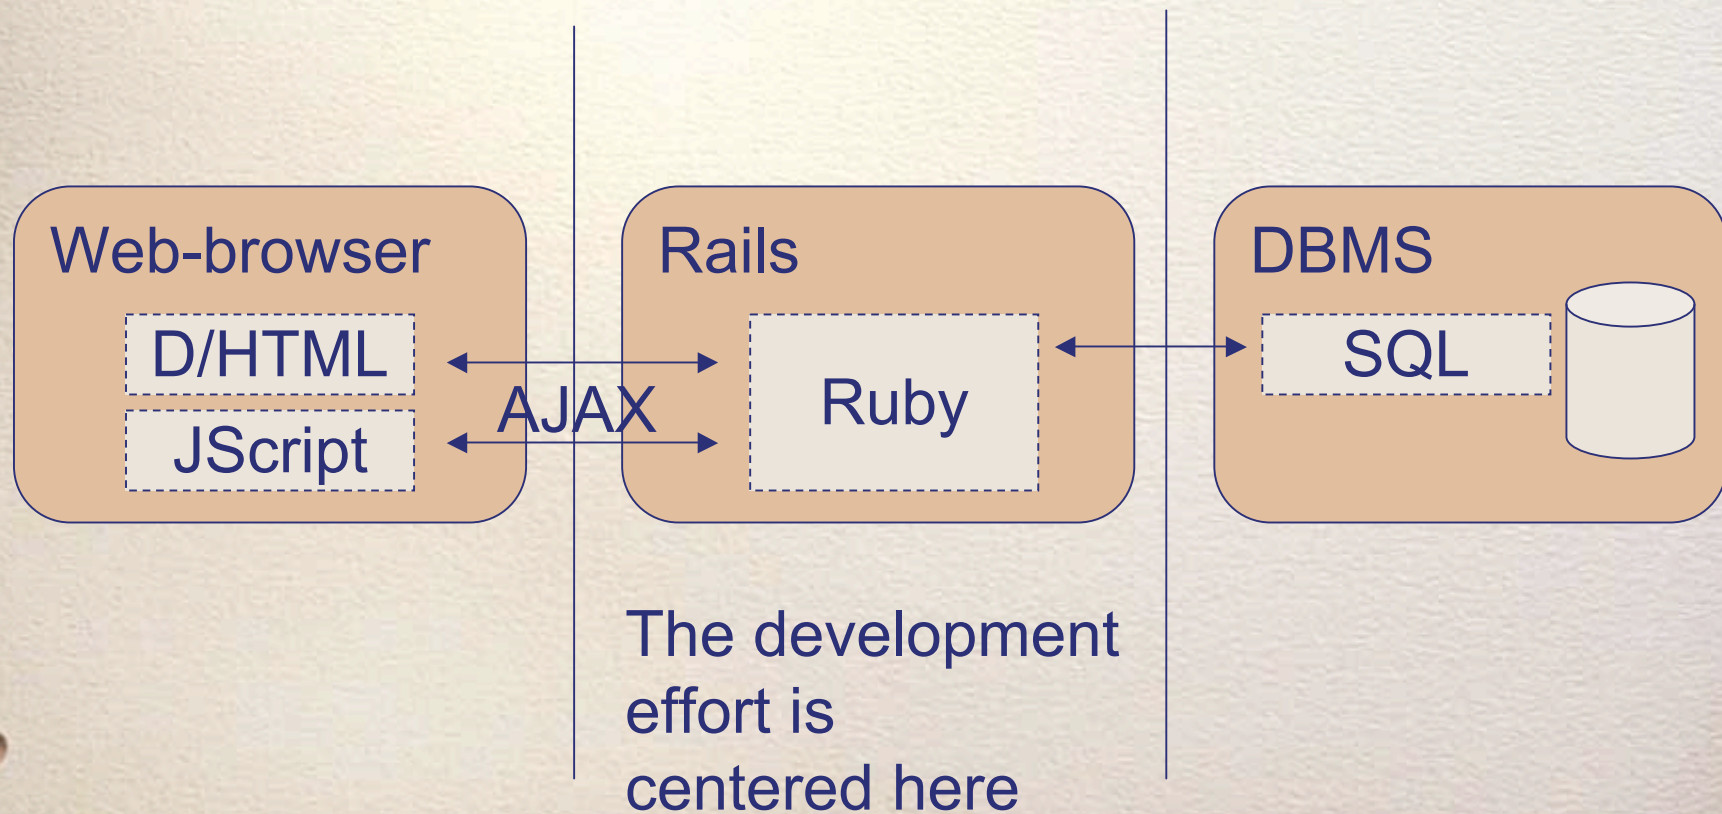 Web-browser
D/HTML
JScript
AJAX
Rails
Ruby
DBMS
SQL
The development
effort is
centered here